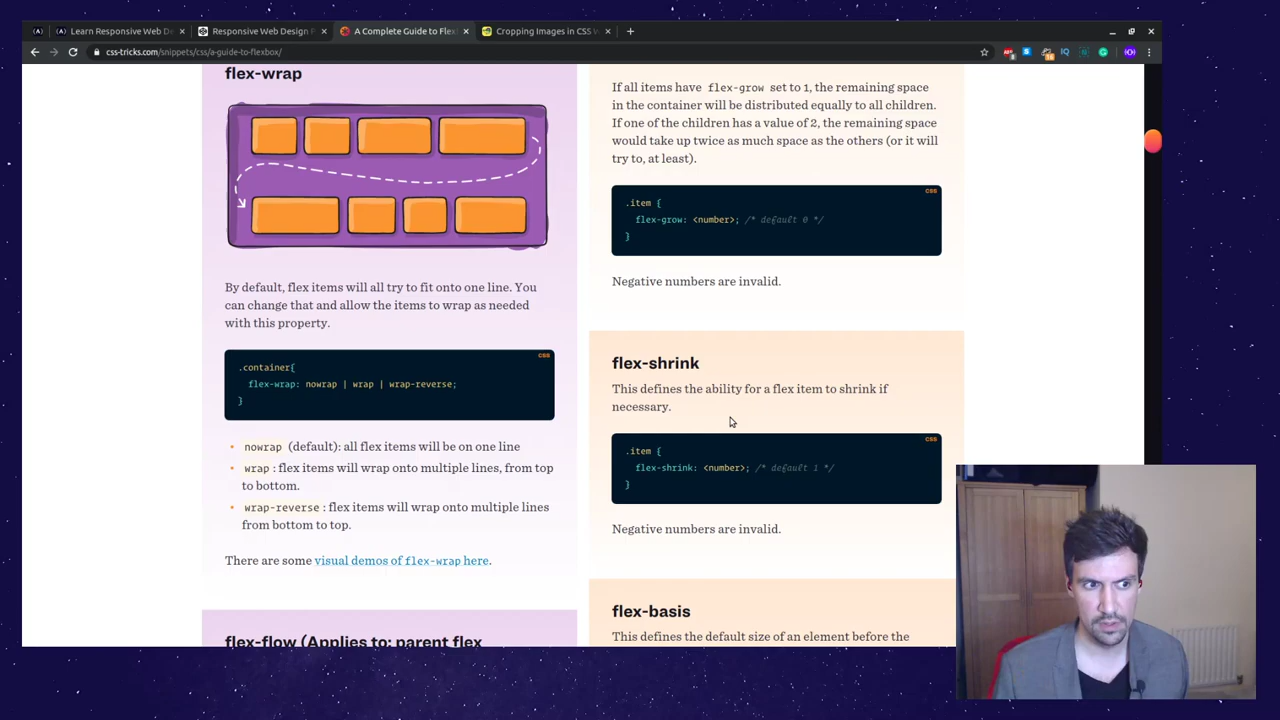 Learn Responsive Web De
Responsive Web Design P
A Complete Guide to Flex
Cropping Images in CSS W
css-tricks.com/snippets/css/a-guide-to-flexbox/
flex-wrap
By default, flex items will all try to fit onto one line. You
can change that and allow the items to wrap as needed
with this property.
CSS
.container{
flex-wrap: nowrap | wrap | wrap-reverse;
}
nowrap (default): all flex items will be on one line
wrap : flex items will wrap onto multiple lines, from top
to bottom.
wrap-reverse : flex items will wrap onto multiple lines
from bottom to top.
There are some visual demos of flex-wrap here.
flex-flow (Applies to: parent flex
If all items have flex-grow set to 1, the remaining space
in the container will be distributed equally to all children.
If one of the children has a value of 2, the remaining space
would take up twice as much space as the others (or it will
try to, at least).
CSS
.item {
flex-grow: <number>; /* default 0 */
}
Negative numbers are invalid.
flex-shrink
This defines the ability for a flex item to shrink if
necessary.
CSS
.item {
flex-shrink: <number>; /* default 1 */
}
Negative numbers are invalid.
flex-basis
This defines the default size of an element before the